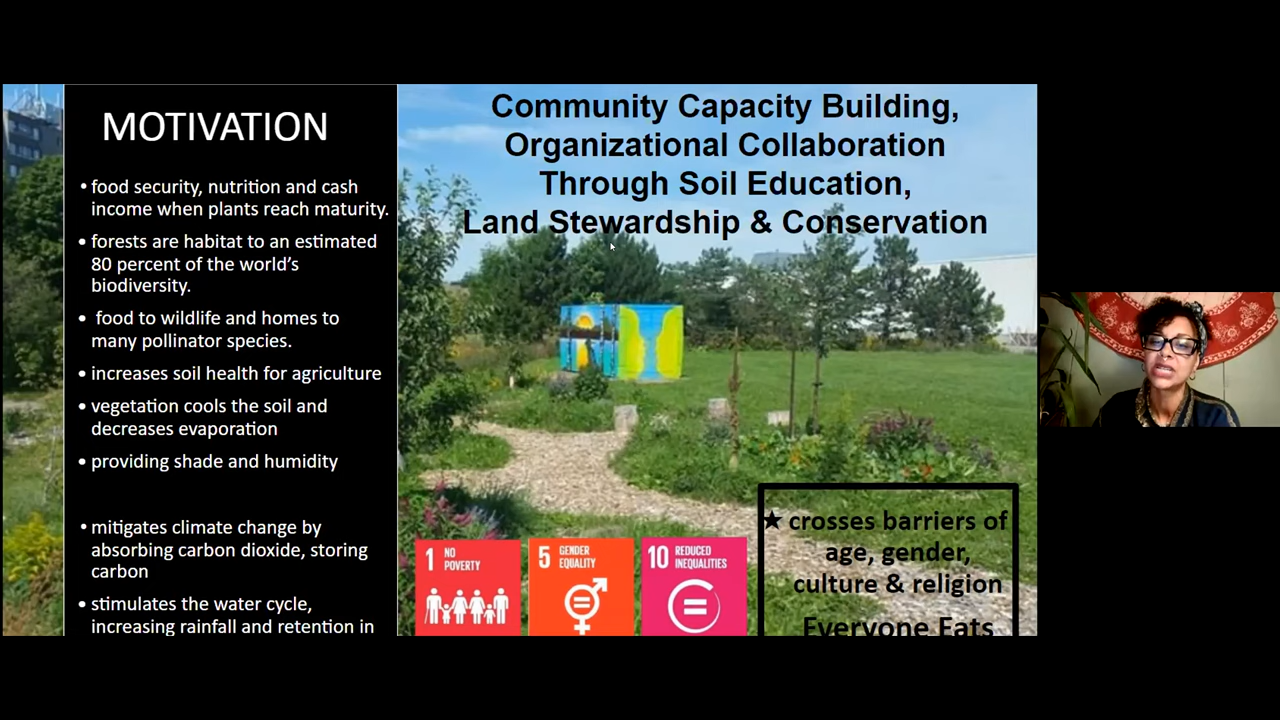 MOTIVATION
• food security, nutrition and cash
income when plants reach maturity.
• forests are habitat to an estimated
80 percent of the world's
biodiversity.
• food to wildlife and homes to
many pollinator species.
• increases soil health for agriculture
• vegetation cools the soil and
decreases evaporation
• providing shade and humidity
• mitigates climate change by
absorbing carbon dioxide, storing
carbon
• stimulates the water cycle,
increasing rainfall and retention in
Community Capacity Building,
Organizational Collaboration
Through Soil Education,
Land Stewardship & Conservation
1 NO
POVERTY
5 GENDER
EQUALITY
10 REDUCED
INEQUALITIES
★ crosses barriers of
age, gender,
culture & religion
Everyone Eats